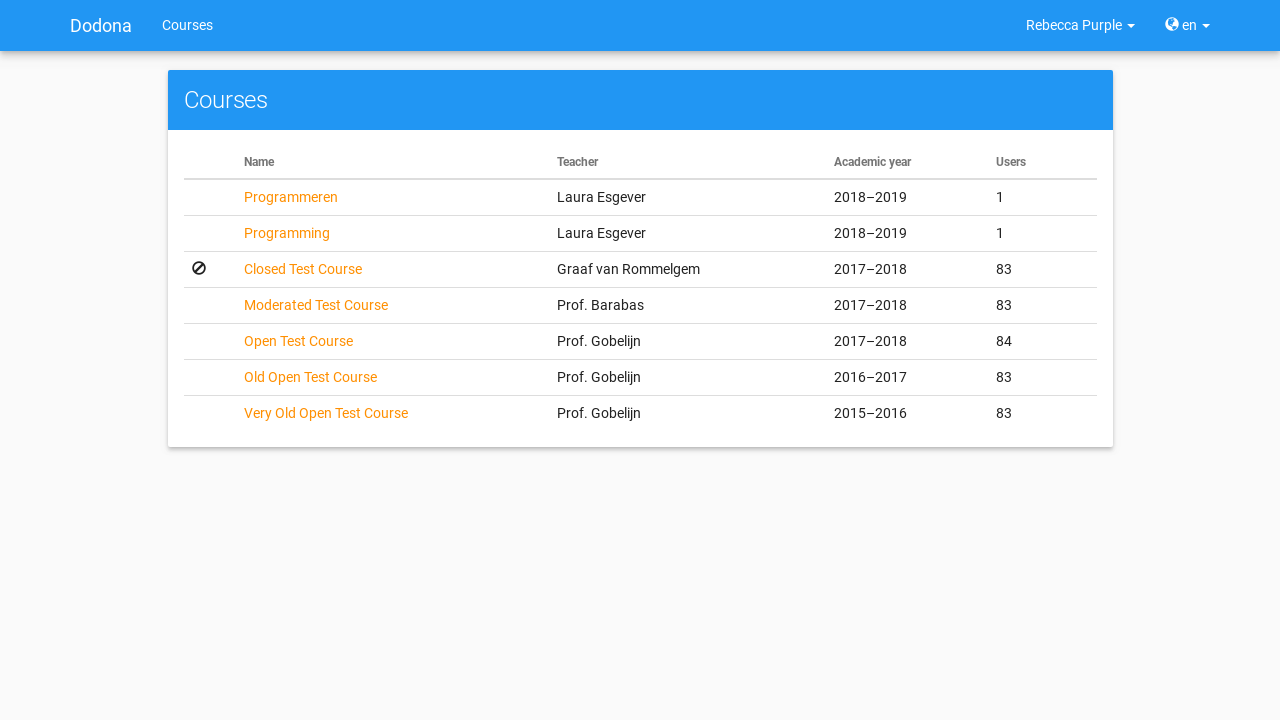 Dodona Courses Rebecca Purple en
Courses
Name Teacher Academic year Users
Programmeren Laura Esgever 2018–2019 1
Programming Laura Esgever 2018–2019 1
Closed Test Course Graaf van Rommelgem 2017–2018 83
Moderated Test Course Prof. Barabas 2017–2018 83
Open Test Course Prof. Gobelijn 2017–2018 84
Old Open Test Course Prof. Gobelijn 2016–2017 83
Very Old Open Test Course Prof. Gobelijn 2015–2016 83